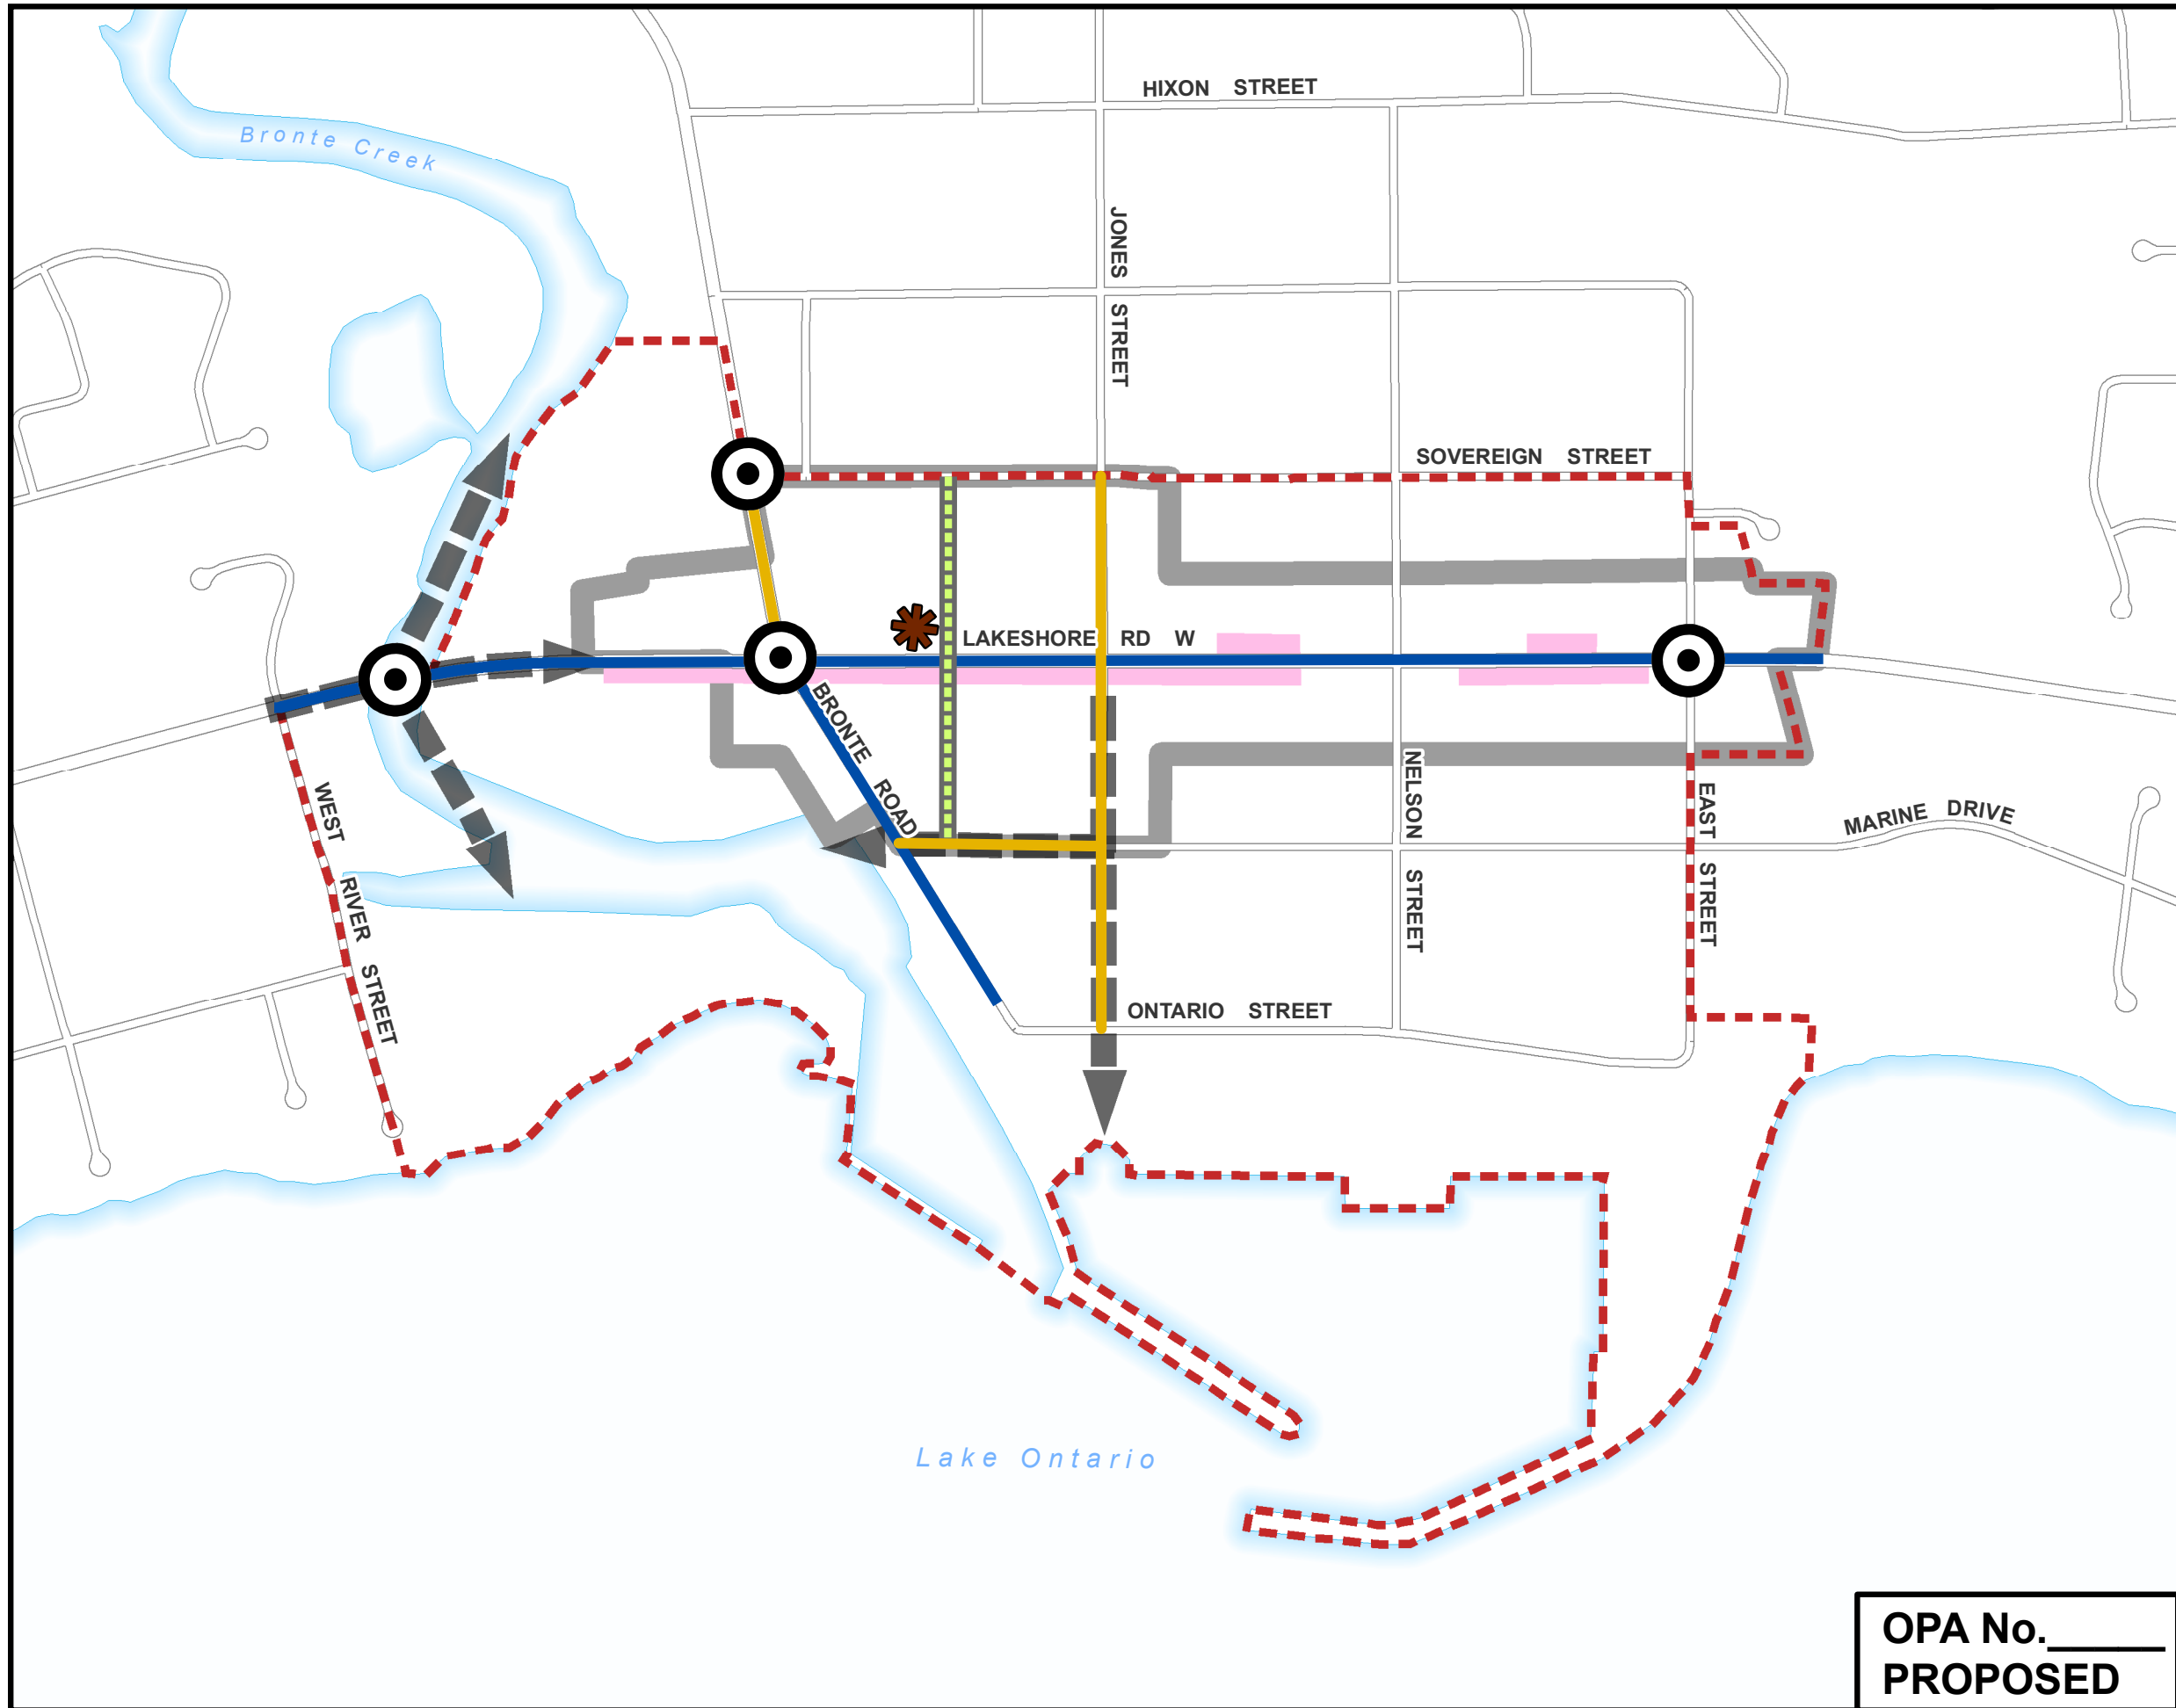 HIXON STREET
Bronte Creek
JONES STREET
SOVEREIGN STREET
LAKESHORE RD W
BRONTE ROAD
WEST RIVER STREET
NELSON STREET
EAST STREET
MARINE DRIVE
ONTARIO STREET
Lake Ontario
OPA No.______
PROPOSED